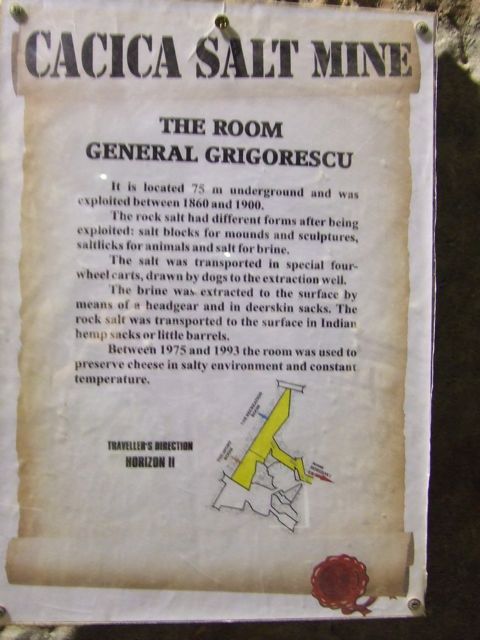 CACICA SALT MINE
THE ROOM
GENERAL GRIGORESCU
It is located 75 m underground and was
exploited between 1860 and 1900.
The rock salt had different forms after being
exploited: salt blocks for mounds and sculptures,
saltlicks for animals and salt for brine.
The salt was transported in special four-
wheel carts, drawn by dogs to the extraction well.
The brine was extracted to the surface by
means of a headgear and in deerskin sacks. The
rock salt was transported to the surface in Indian
hemp sacks or little barrels.
Between 1975 and 1993 the room was used to
preserve cheese in salty environment and constant
temperature.
TRAVELLER'S DIRECTION
HORIZON II